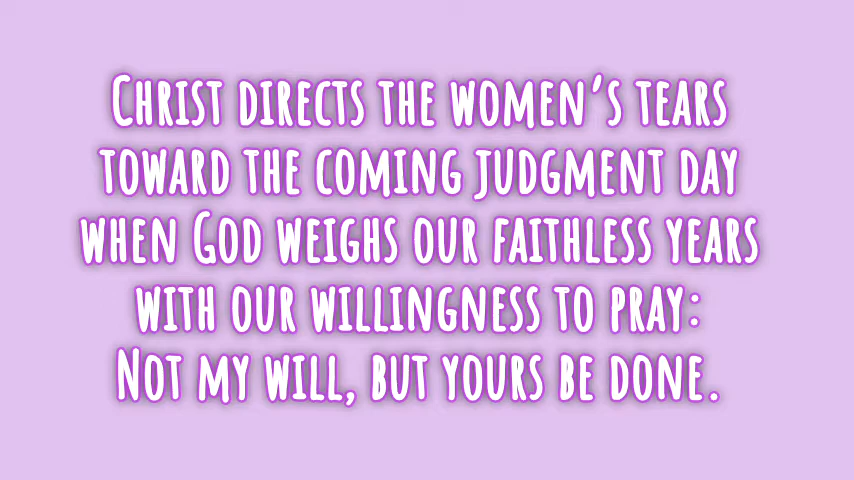 Christ directs the women’s tears
toward the coming judgment day
when God weighs our faithless years
with our willingness to pray:
Not my will, but yours be done.